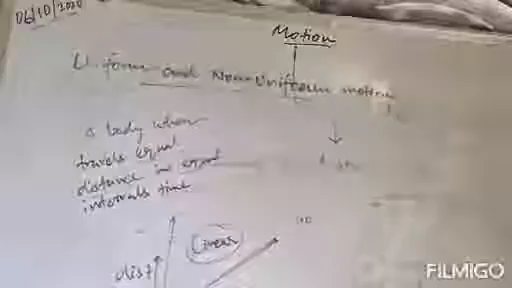 06/10/2020
Motion
Uniform and Non-Uniform motion
a body when
travels equal
distance in equal
intervals time
Linear
dist
FILMIGO